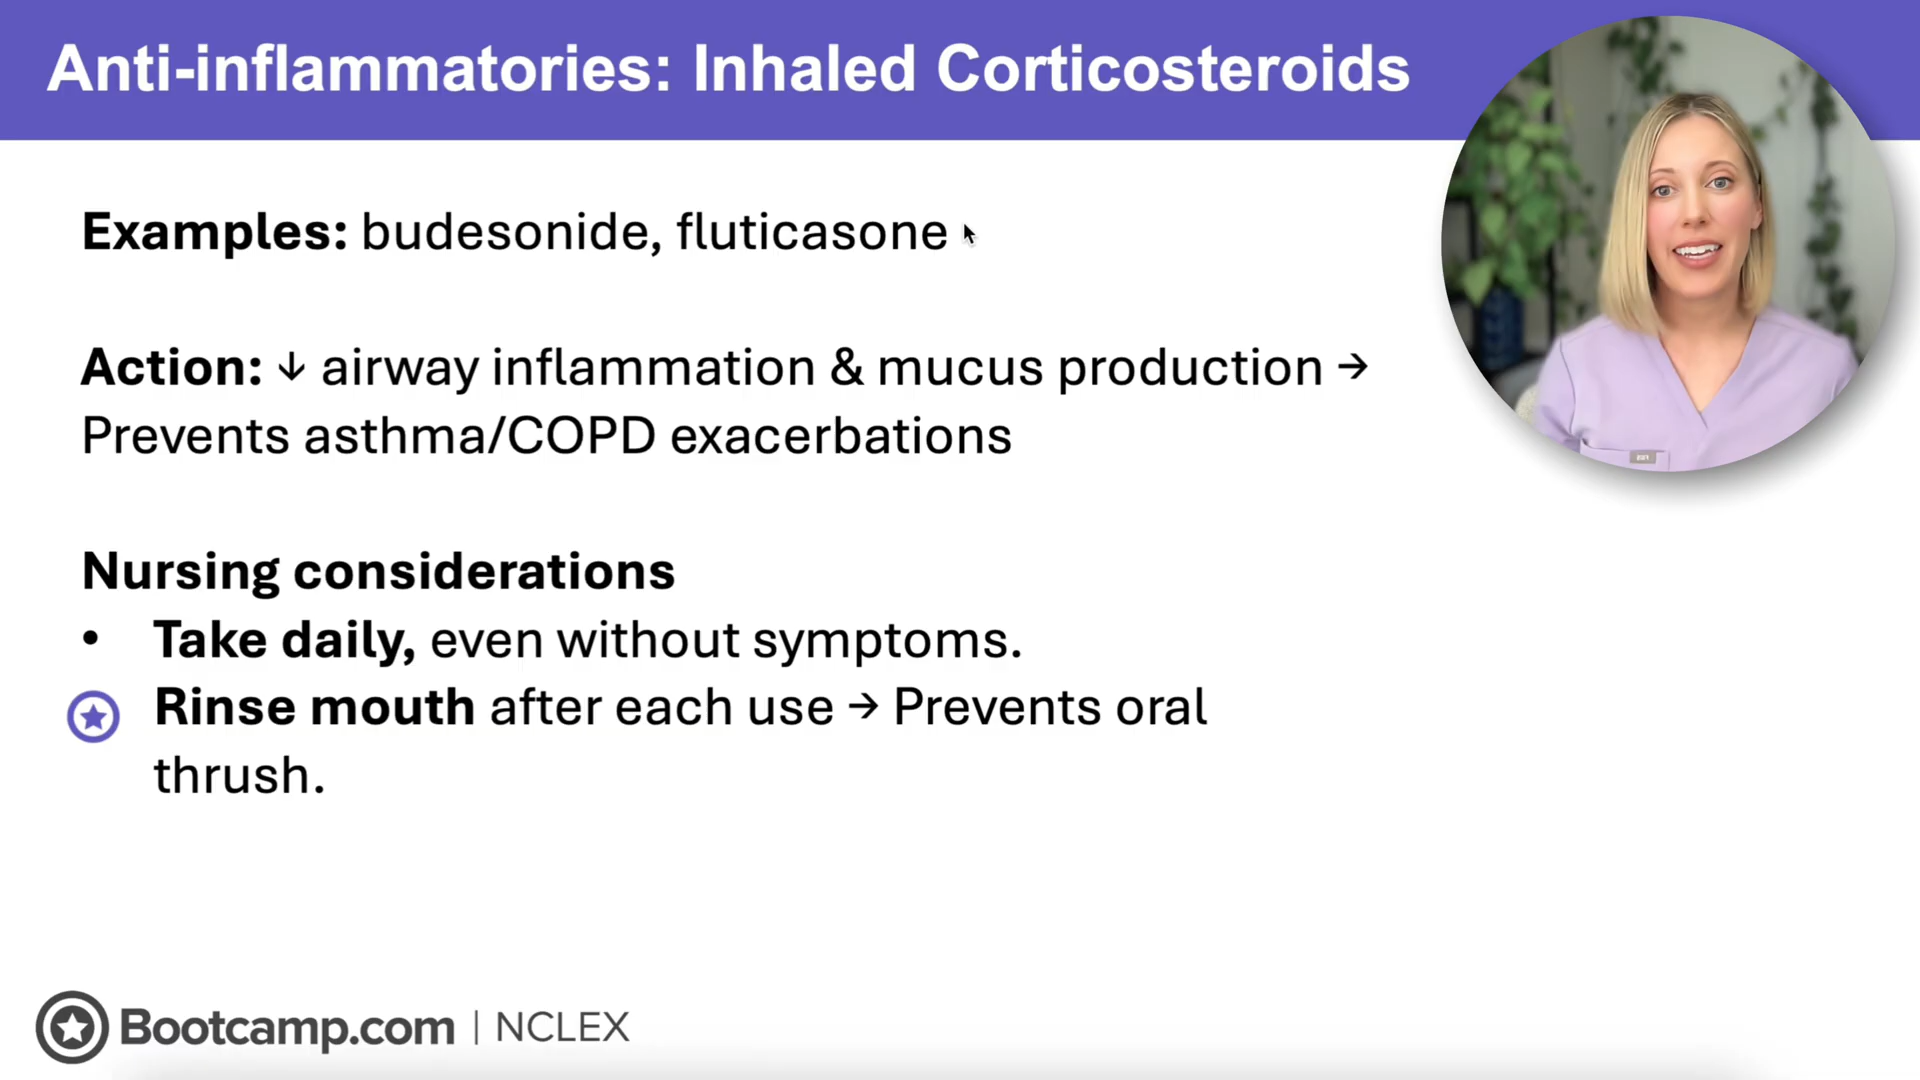 Anti-inflammatories: Inhaled Corticosteroids
Examples: budesonide, fluticasone
Action: ↓ airway inflammation & mucus production →
Prevents asthma/COPD exacerbations
Nursing considerations
• Take daily, even without symptoms.
Rinse mouth after each use → Prevents oral
thrush.
Bootcamp.com | NCLEX